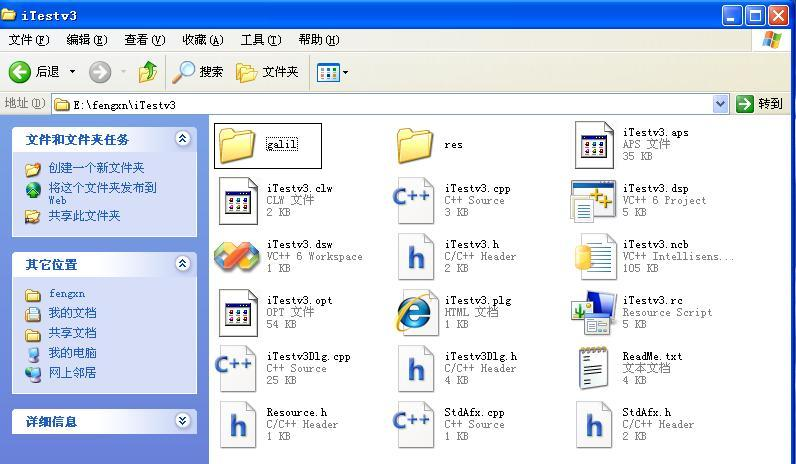 iTestv3
文件(F) 编辑(E) 查看(V) 收藏(A) 工具(T) 帮助(H)
后退 搜索 文件夹
地址(D) E:\fengxn\iTestv3 转到
文件和文件夹任务
创建一个新文件夹
将这个文件夹发布到
Web
共享此文件夹
其它位置
fengxn
我的文档
共享文档
我的电脑
网上邻居
详细信息
galil
res
iTestv3.aps
APS 文件
35 KB
iTestv3.clw
CLW 文件
2 KB
iTestv3.cpp
C++ Source
3 KB
iTestv3.dsp
VC++ 6 Project
5 KB
iTestv3.dsw
VC++ 6 Workspace
1 KB
iTestv3.h
C/C++ Header
2 KB
iTestv3.ncb
VC++ Intellisens...
105 KB
iTestv3.opt
OPT 文件
54 KB
iTestv3.plg
HTML 文档
1 KB
iTestv3.rc
Resource Script
5 KB
iTestv3Dlg.cpp
C++ Source
25 KB
iTestv3Dlg.h
C/C++ Header
4 KB
ReadMe.txt
文本文档
4 KB
Resource.h
C/C++ Header
1 KB
StdAfx.cpp
C++ Source
1 KB
StdAfx.h
C/C++ Header
2 KB